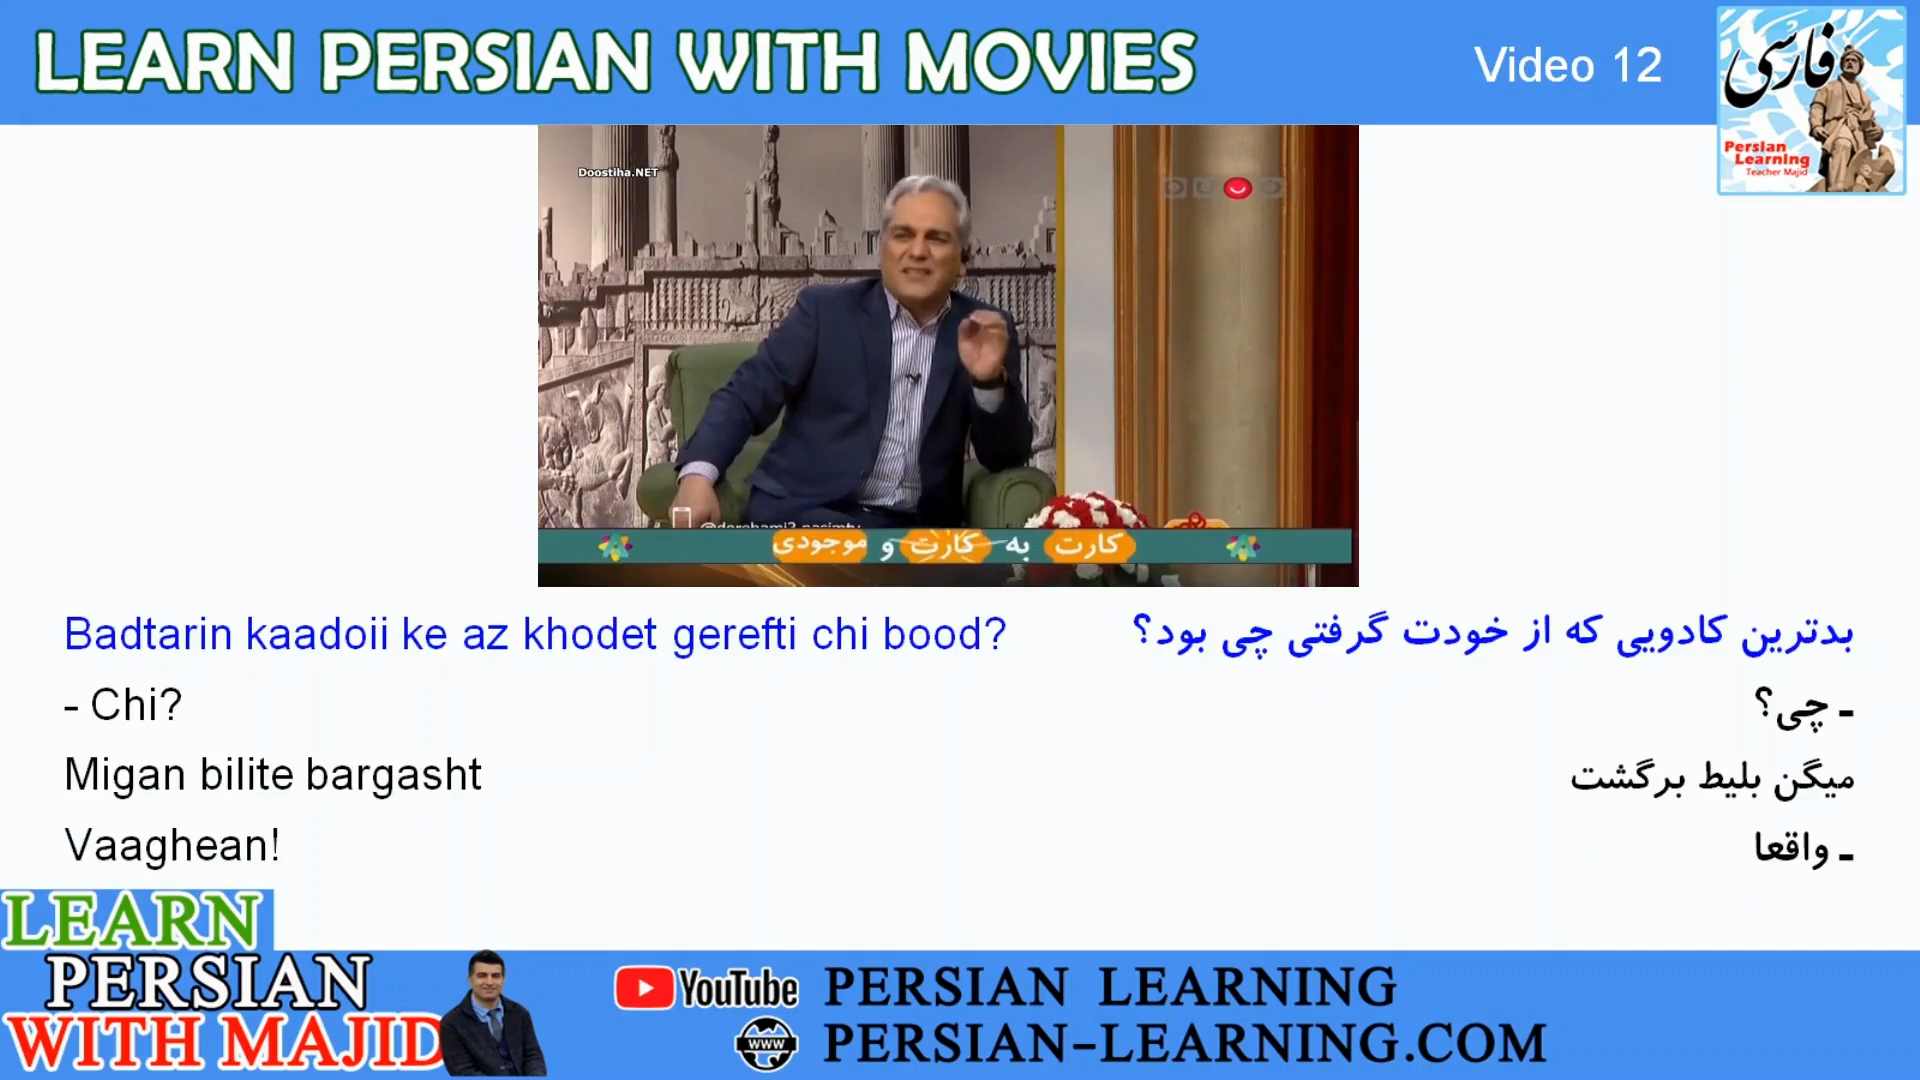 LEARN PERSIAN WITH MOVIES
Video 12
فارسی
Persian
Learning
Teacher Majid
Doostiha.NET
@dorehami2_nasimtv
کارت به کارت و موجودی
Badtarin kaadoii ke az khodet gerefti chi bood?
بدترین کادویی که از خودت گرفتی چی بود؟
- Chi?
ـ چی؟
Migan bilite bargasht
میگن بلیط برگشت
Vaaghean!
ـ واقعا
LEARN
PERSIAN
WITH MAJID
YouTube PERSIAN LEARNING
WWW PERSIAN-LEARNING.COM